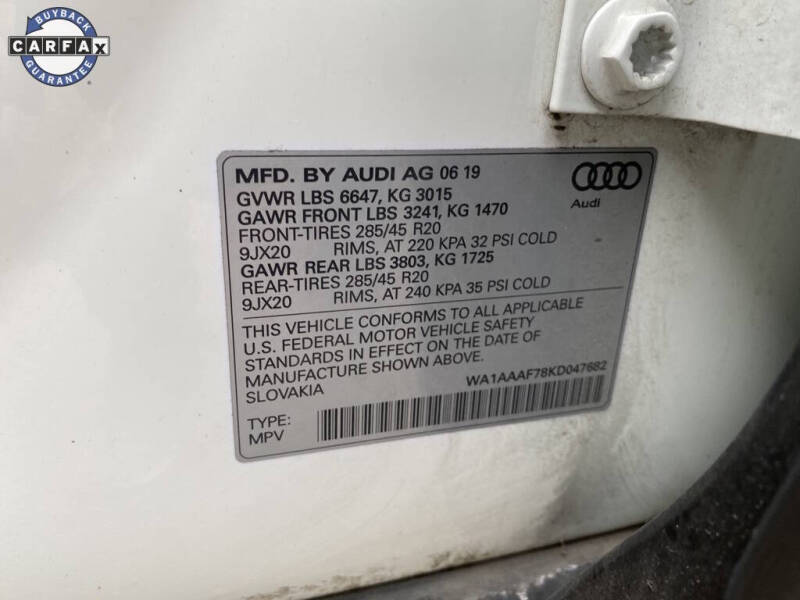 BUYBACK
CARFAX
GUARANTEE
MFD. BY AUDI AG 06 19
GVWR LBS 6647, KG 3015
GAWR FRONT LBS 3241, KG 1470
FRONT-TIRES 285/45 R20
9JX20 RIMS, AT 220 KPA 32 PSI COLD
GAWR REAR LBS 3803, KG 1725
REAR-TIRES 285/45 R20
9JX20 RIMS, AT 240 KPA 35 PSI COLD
Audi
THIS VEHICLE CONFORMS TO ALL APPLICABLE
U.S. FEDERAL MOTOR VEHICLE SAFETY
STANDARDS IN EFFECT ON THE DATE OF
MANUFACTURE SHOWN ABOVE.
SLOVAKIA
WA1AAAF78KD047682
TYPE:
MPV